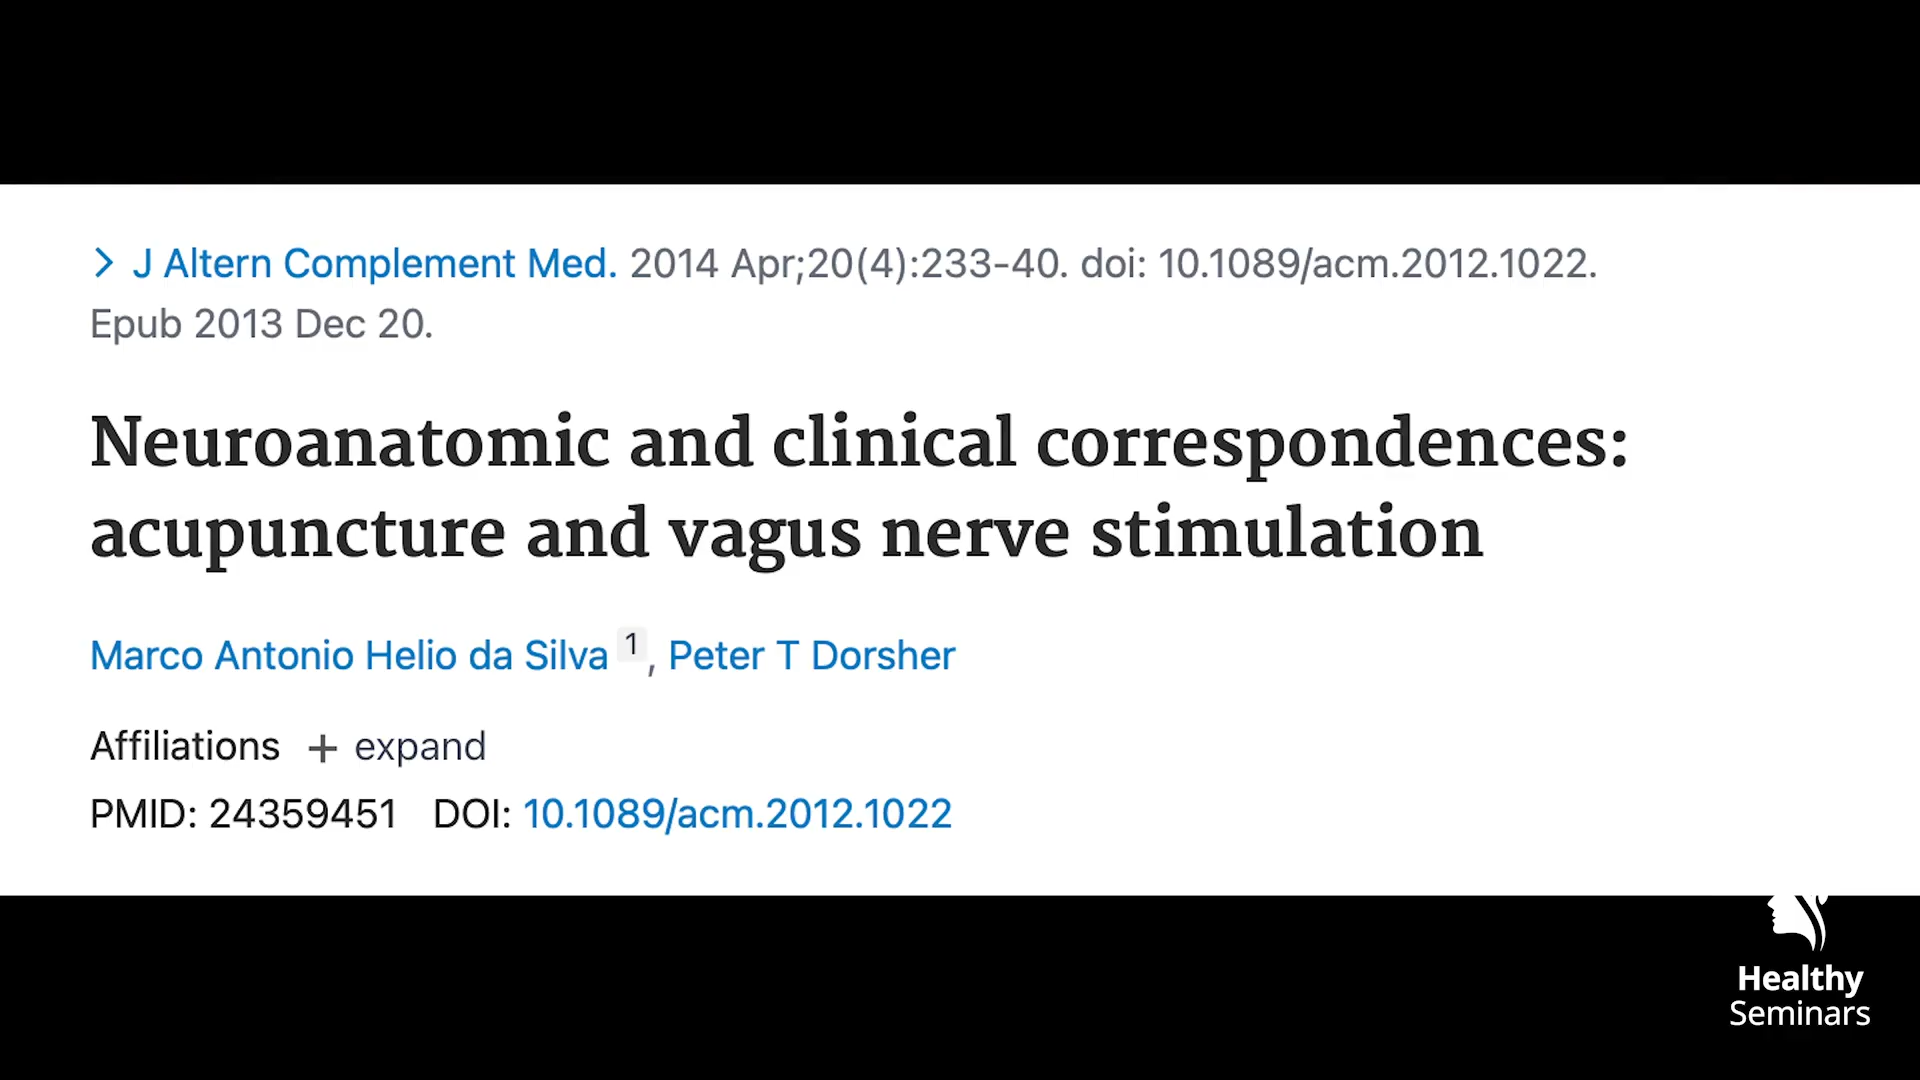 > J Altern Complement Med. 2014 Apr;20(4):233-40. doi: 10.1089/acm.2012.1022.
Epub 2013 Dec 20.
Neuroanatomic and clinical correspondences:
acupuncture and vagus nerve stimulation
Marco Antonio Helio da Silva 1, Peter T Dorsher
Affiliations + expand
PMID: 24359451 DOI: 10.1089/acm.2012.1022
Healthy
Seminars